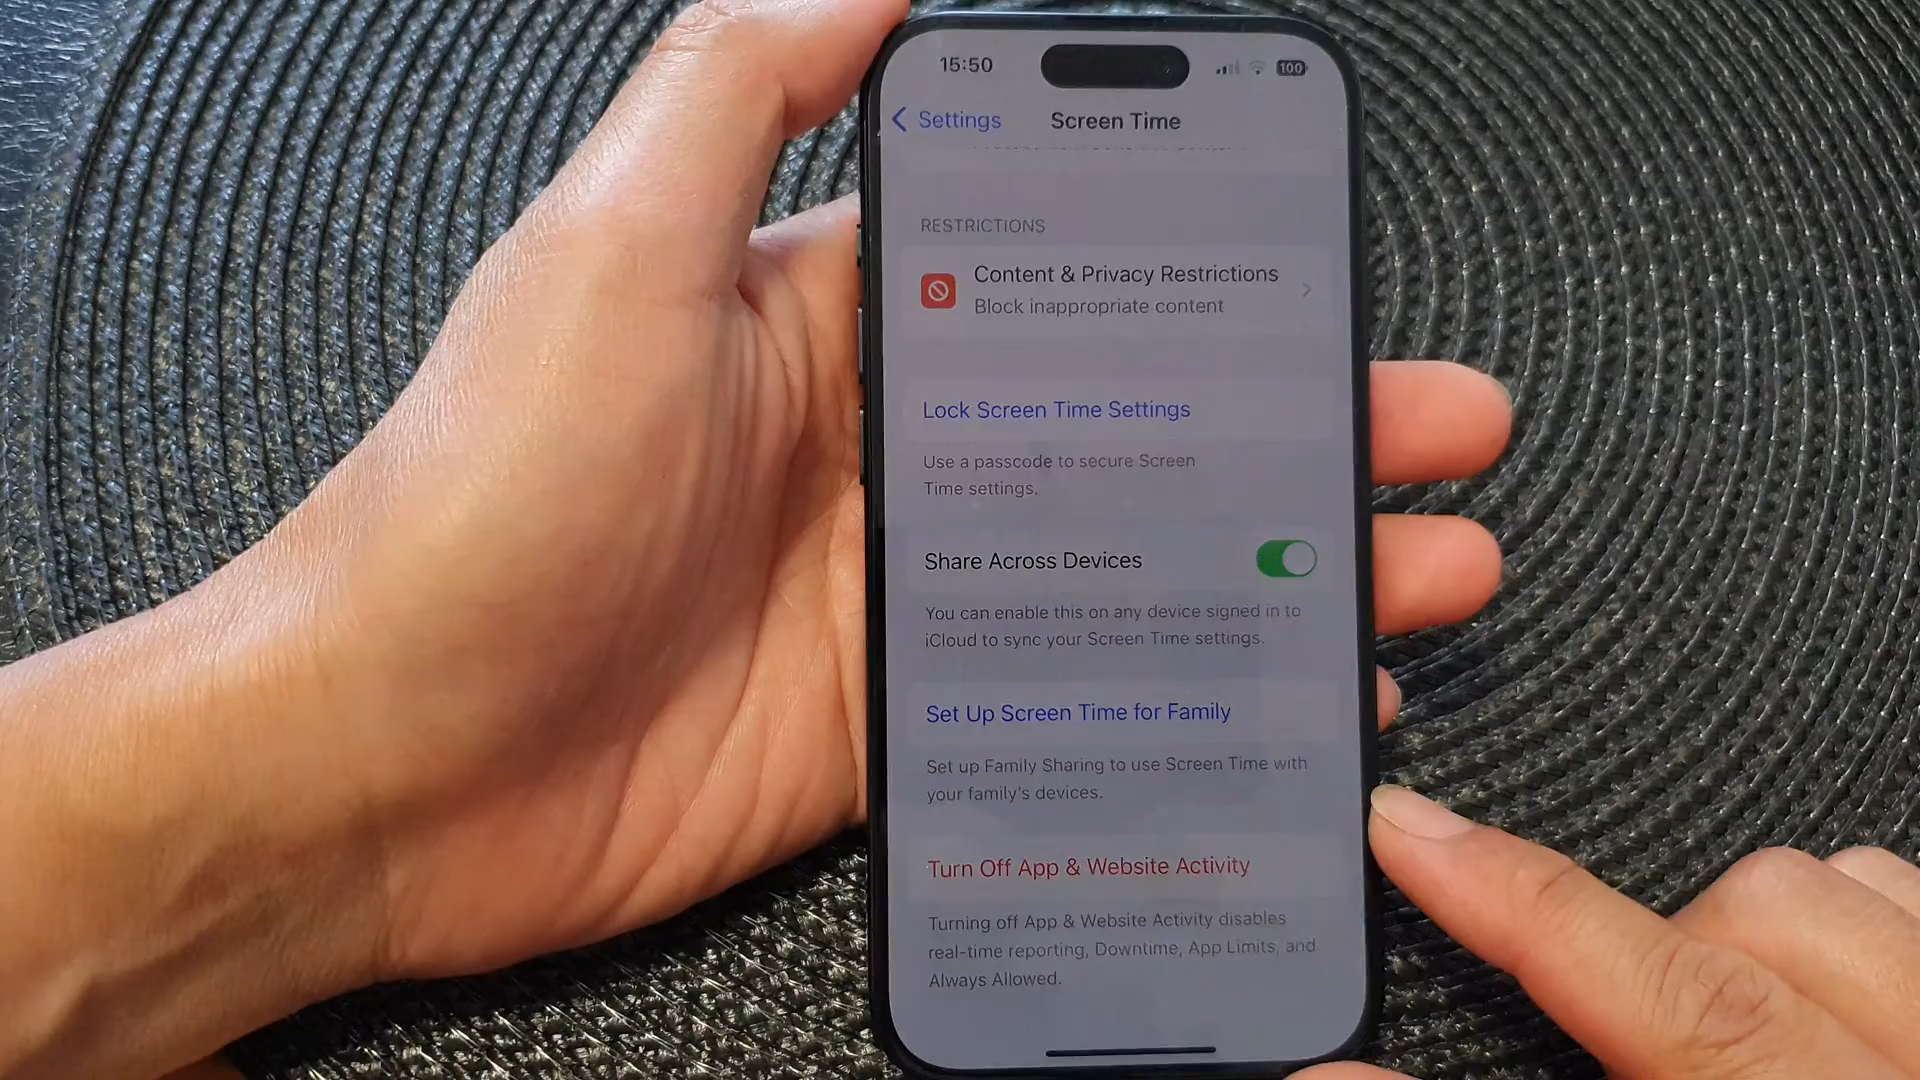 15:50
100
Settings
Screen Time
RESTRICTIONS
Content & Privacy Restrictions
Block inappropriate content
Lock Screen Time Settings
Use a passcode to secure Screen
Time settings.
Share Across Devices
You can enable this on any device signed in to
iCloud to sync your Screen Time settings.
Set Up Screen Time for Family
Set up Family Sharing to use Screen Time with
your family's devices.
Turn Off App & Website Activity
Turning off App & Website Activity disables
real-time reporting, Downtime, App Limits, and
Always Allowed.